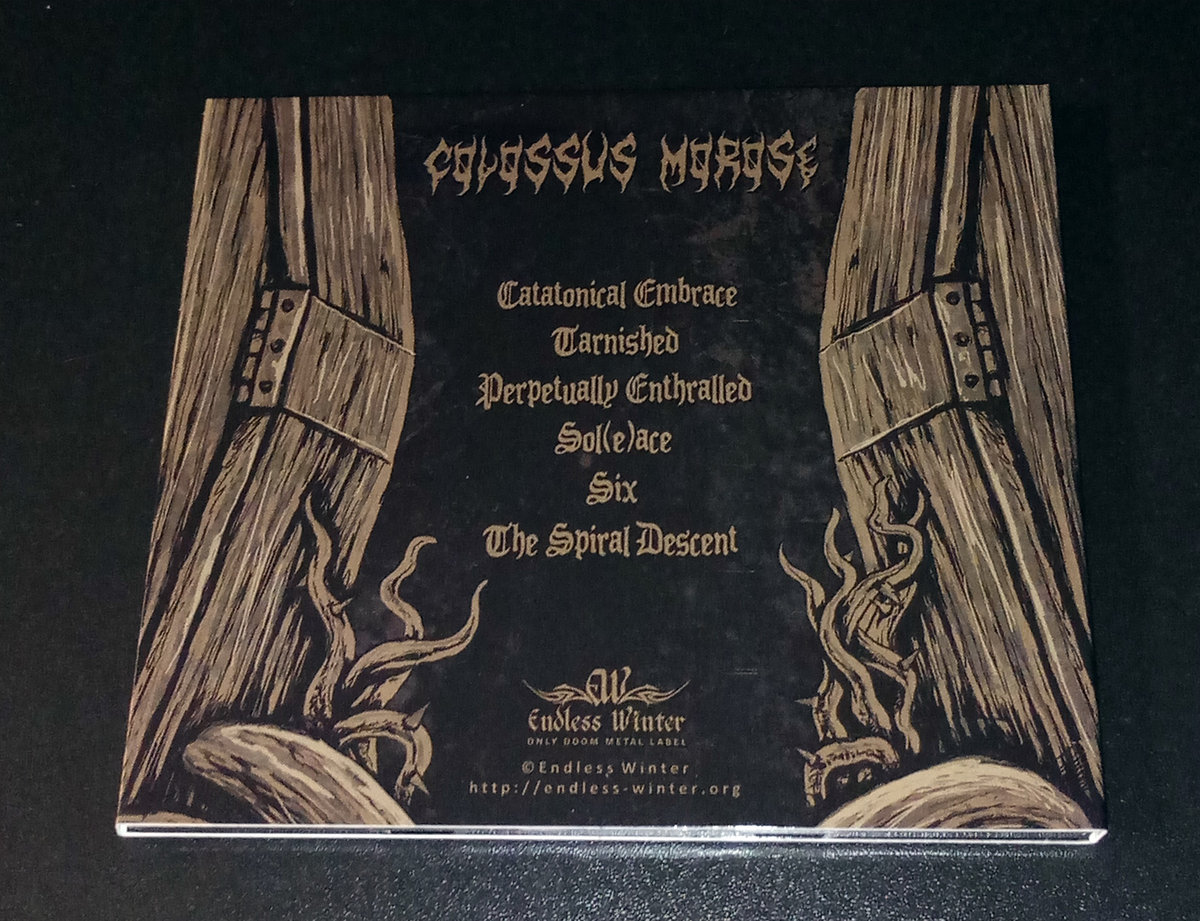 COLOSSUS MOROSE
Catatonical Embrace
Tarnished
Perpetually Enthralled
Sol(e)ace
Six
The Spiral Descent
EW
Endless Winter
ONLY DOOM METAL LABEL
©Endless Winter
http://endless-winter.org